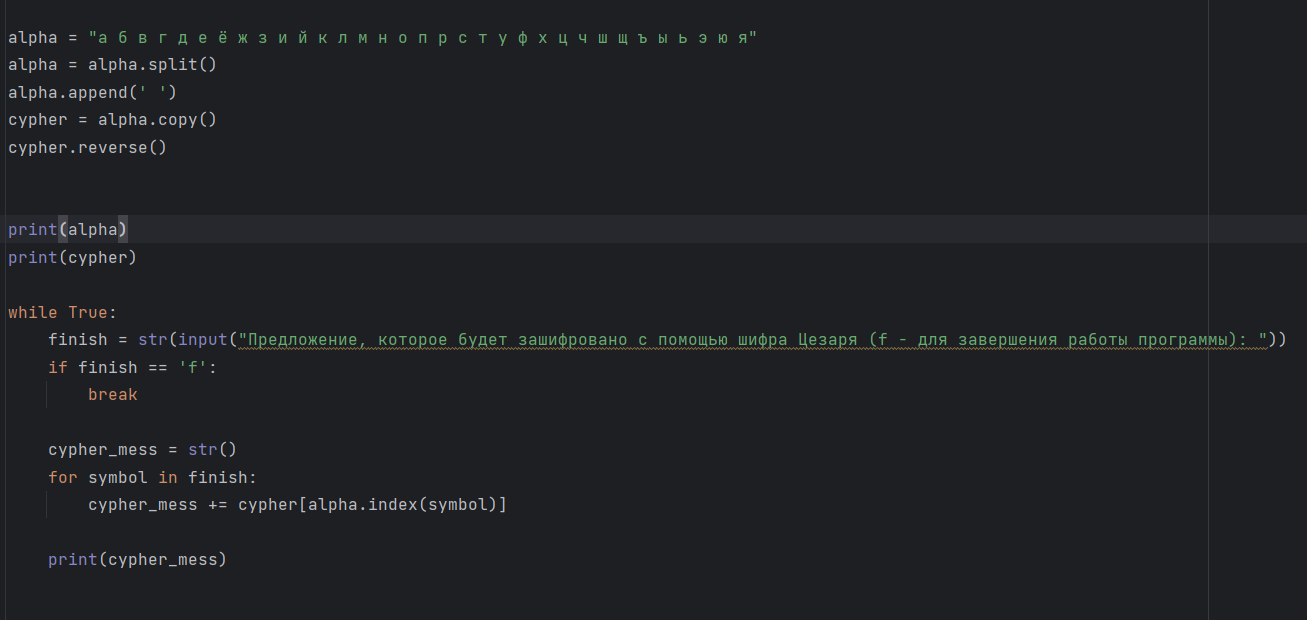 alpha = "а б в г д е ё ж з и й к л м н о п р с т у ф х ц ч ш щ ъ ы ь э ю я"
alpha = alpha.split()
alpha.append(' ')
cypher = alpha.copy()
cypher.reverse()
print(alpha)
print(cypher)
while True:
    finish = str(input("Предложение, которое будет зашифровано с помощью шифра Цезаря (f - для завершения работы программы): "))
    if finish == 'f':
        break
    cypher_mess = str()
    for symbol in finish:
        cypher_mess += cypher[alpha.index(symbol)]
    print(cypher_mess)